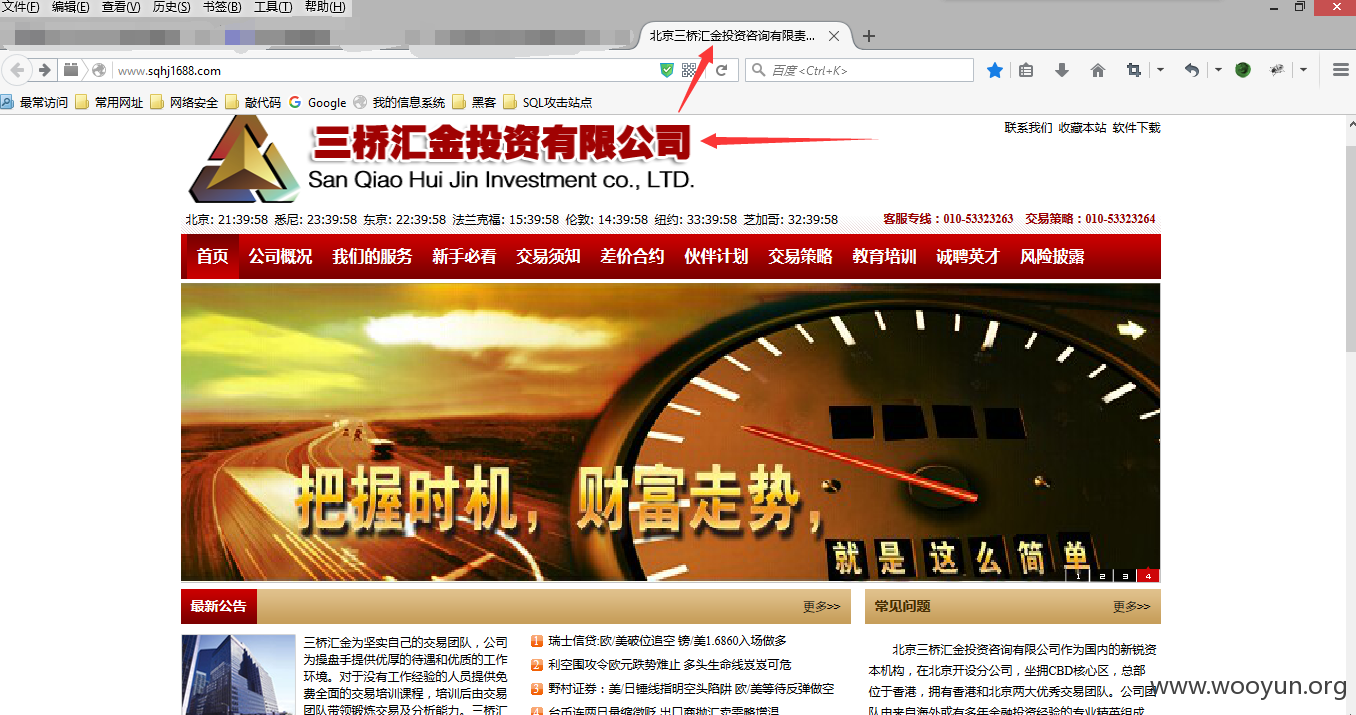 文件(F) 编辑(E) 查看(V) 历史(S) 书签(B) 工具(T) 帮助(H)
北京三桥汇金投资咨询有限责...
www.sqhj1688.com
百度 <Ctrl+K>
最常访问 常用网址 网络安全 敲代码 Google 我的信息系统 黑客 SQL攻击站点
三桥汇金投资有限公司
San Qiao Hui Jin Investment co., LTD.
联系我们 收藏本站 软件下载
北京: 21:39:58 悉尼: 23:39:58 东京: 22:39:58 法兰克福: 15:39:58 伦敦: 14:39:58 纽约: 33:39:58 芝加哥: 32:39:58
客服专线：010-53323263 交易策略：010-53323264
首页 公司概况 我们的服务 新手必看 交易须知 差价合约 伙伴计划 交易策略 教育培训 诚聘英才 风险披露
把握时机，财富走势，
就是这么简单
1 2 3 4
最新公告 更多>>
常见问题 更多>>
三桥汇金为坚实自己的交易团队，公司
为操盘手提供优厚的待遇和优质的工作
环境。对于没有工作经验的人员提供免
费全面的交易培训课程，培训后由交易
团队带领锻炼交易及分析能力。三桥汇
1 瑞士信贷:欧/美破位追空 镑/美1.6860入场做多
2 利空围攻令欧元跌势难止 多头生命线岌岌可危
3 野村证券：美/日锤线指明空头陷阱 欧/美等待反弹做空
4 台币连两日量缩微贬 出口商抛汇卖需略增温
北京三桥汇金投资咨询有限公司作为国内的新锐资
本机构，在北京开设分公司，坐拥CBD核心区，总部
位于香港，拥有香港和北京两大优秀交易团队。公司团
队由来自海外或有多年金融投资经验的专业精英组成
www.wooyun.org